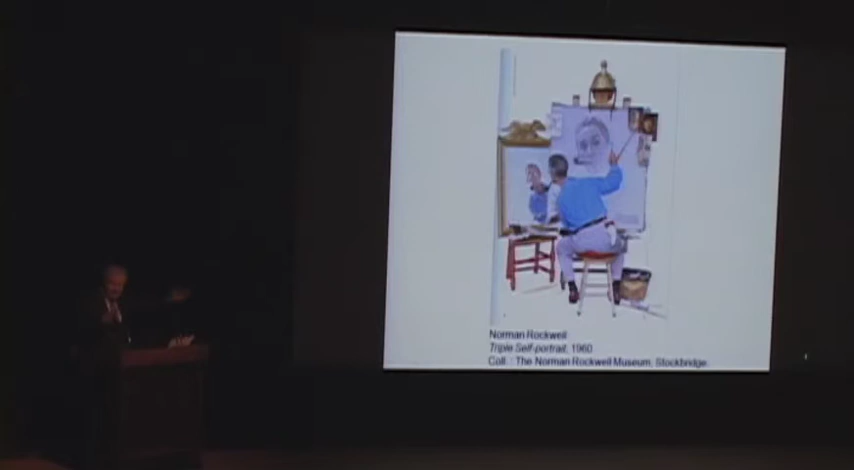 Norman Rockwell
Triple Self-portrait, 1960
Coll. : The Norman Rockwell Museum, Stockbridge